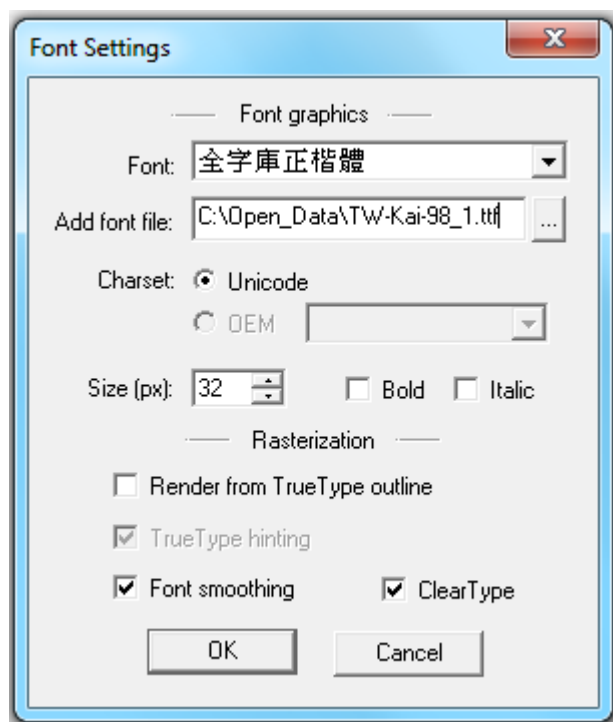 Font Settings
Font graphics
Font: 全字庫正楷體
Add font file: C:\Open_Data\TW-Kai-98_1.ttf ...
Charset: Unicode
OEM
Size (px): 32 Bold Italic
Rasterization
Render from TrueType outline
TrueType hinting
Font smoothing ClearType
OK Cancel